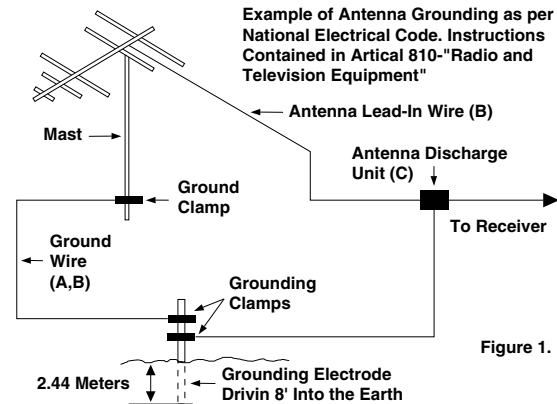 Example of Antenna Grounding as per
National Electrical Code. Instructions
Contained in Artical 810-"Radio and
Television Equipment"
Antenna Lead-In Wire (B)
Mast
Antenna Discharge
Unit (C)
Ground
Clamp
To Receiver
Ground
Wire
(A,B)
Grounding
Clamps
Figure 1.
2.44 Meters
Grounding Electrode
Drivin 8' Into the Earth